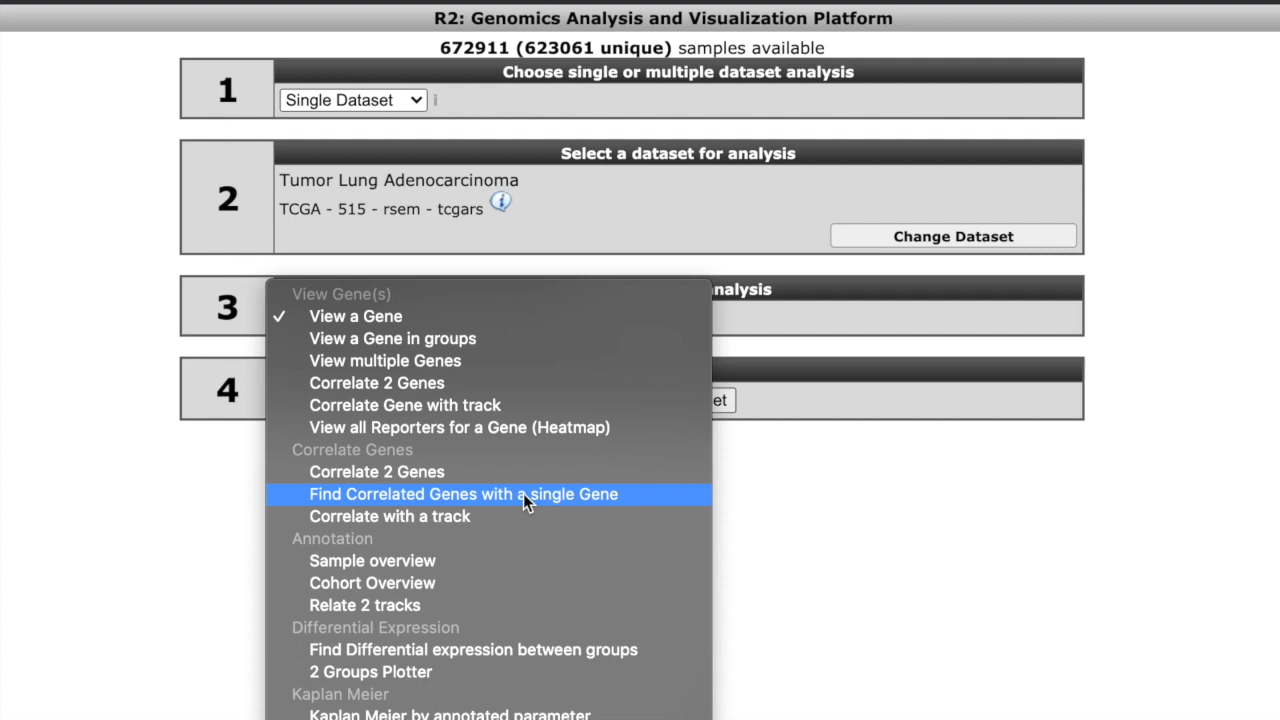 R2: Genomics Analysis and Visualization Platform
672911 (623061 unique) samples available
1
Choose single or multiple dataset analysis
Single Dataset
i
2
Select a dataset for analysis
Tumor Lung Adenocarcinoma
TCGA - 515 - rsem - tcgars
i
Change Dataset
3
nalysis
4
et
View Gene(s)
✓ View a Gene
View a Gene in groups
View multiple Genes
Correlate 2 Genes
Correlate Gene with track
View all Reporters for a Gene (Heatmap)
Correlate Genes
Correlate 2 Genes
Find Correlated Genes with a single Gene
Correlate with a track
Annotation
Sample overview
Cohort Overview
Relate 2 tracks
Differential Expression
Find Differential expression between groups
2 Groups Plotter
Kaplan Meier
Kaplan Meier by annotated parameter